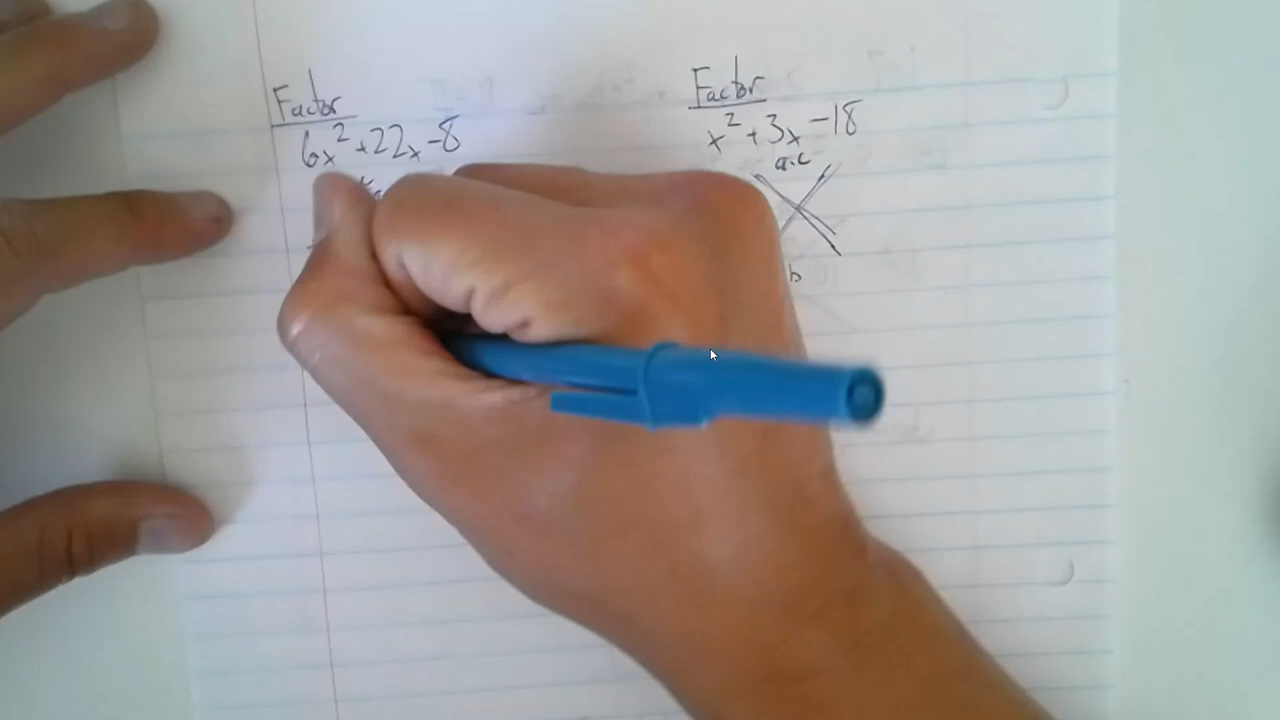 Factor
6x² + 22x - 8
Factor
x² + 3x - 18
a·c
b